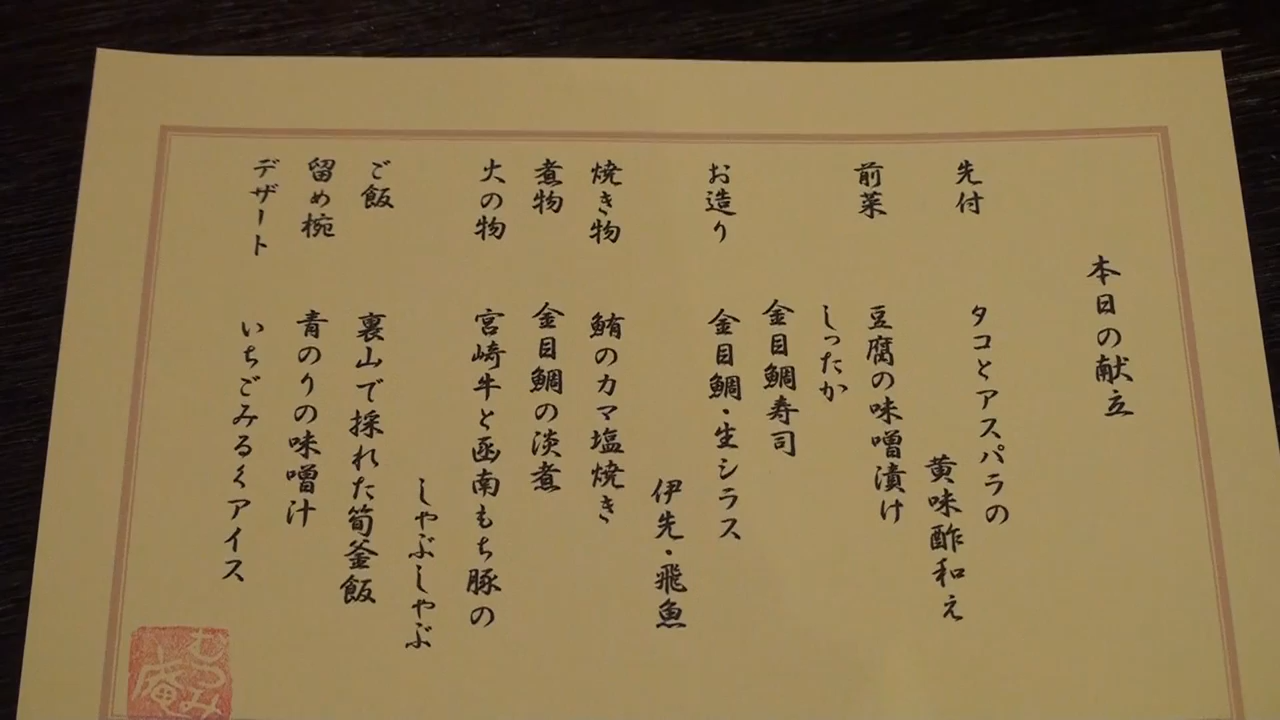 本日の献立
先付 タコとアスパラの
黄味酢和え
前菜 豆腐の味噌漬け
しったか
金目鯛寿司
お造り 金目鯛・生シラス
伊先・飛魚
焼き物 鮪のカマ塩焼き
煮物 金目鯛の淡煮
火の物 宮崎牛と函南もち豚の
しゃぶしゃぶ
ご飯 裏山で採れた筍釜飯
留め椀 青のりの味噌汁
デザート いちごみるくアイス
むつみ
庵